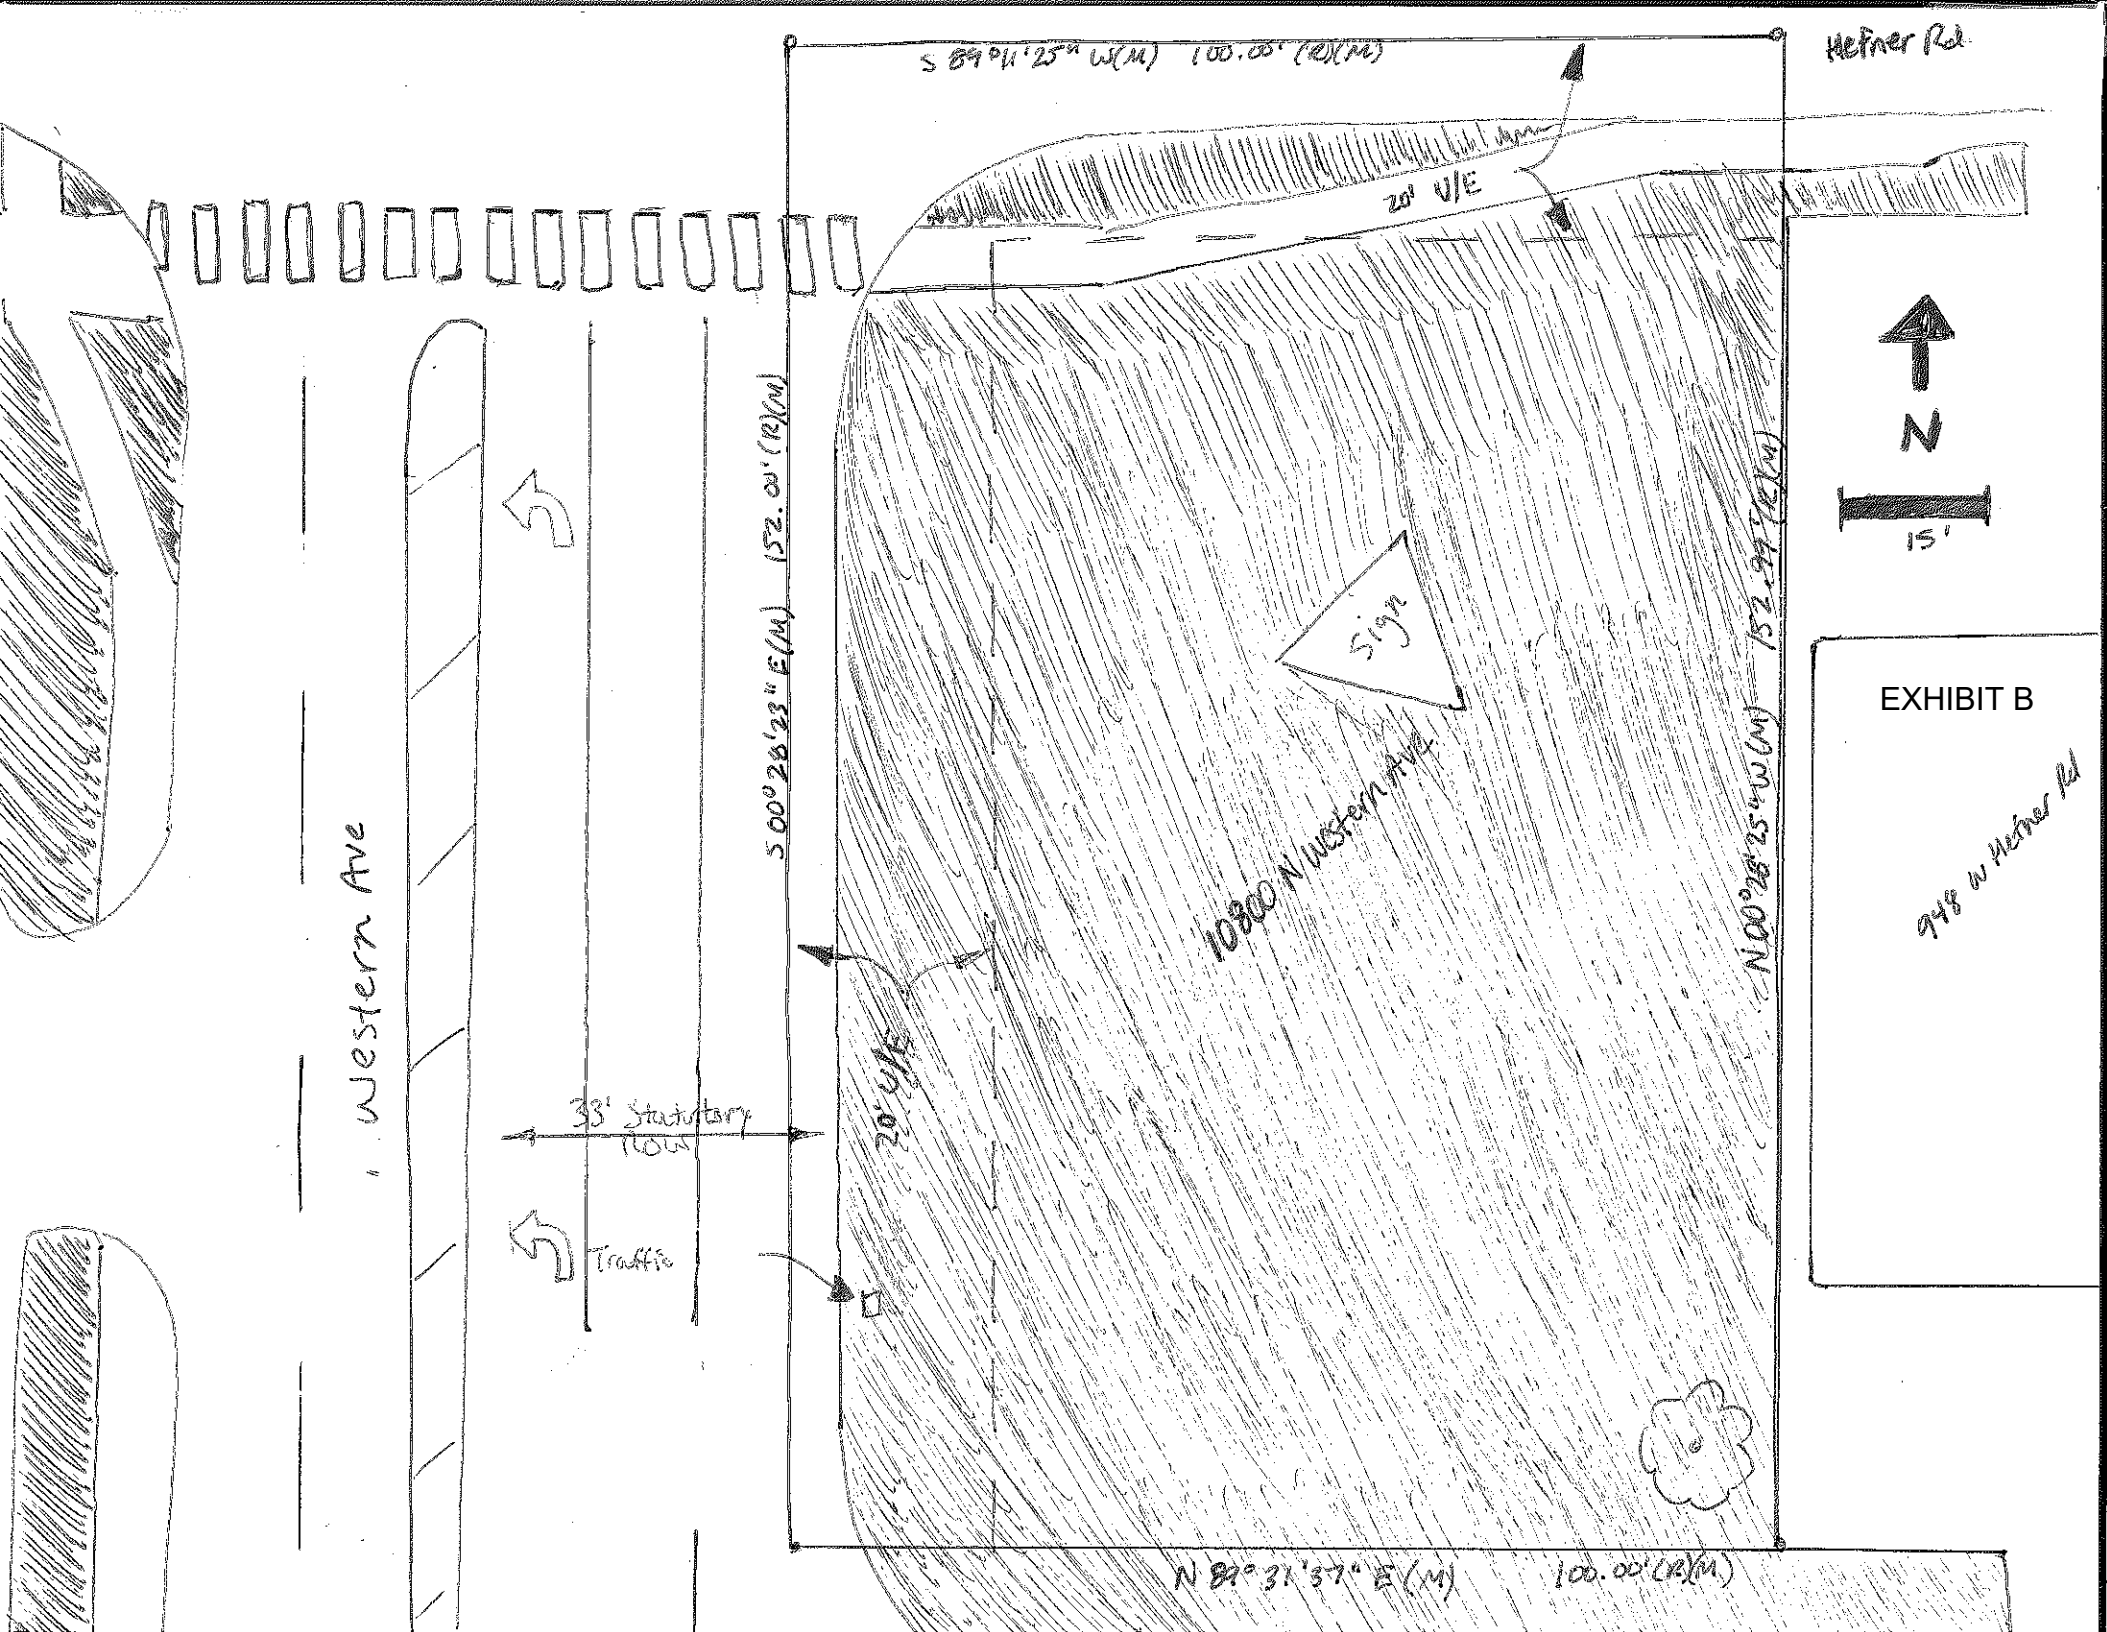 Hefner Rd
S 89°11'25" W(M) 100.00' (R)(M)
20' U/E
N
15'
S 00°28'23" E(M) 152.00' (R)(M)
N 00°28'25" W(M) 152.99' (R)(M)
Sign
10800 N Western Ave
EXHIBIT B
948 W Hefner Rd
Western Ave
33' Statutory
ROW
20' U/E
Traffic
N 89° 31'37" E (M) 100.00' (R)(M)